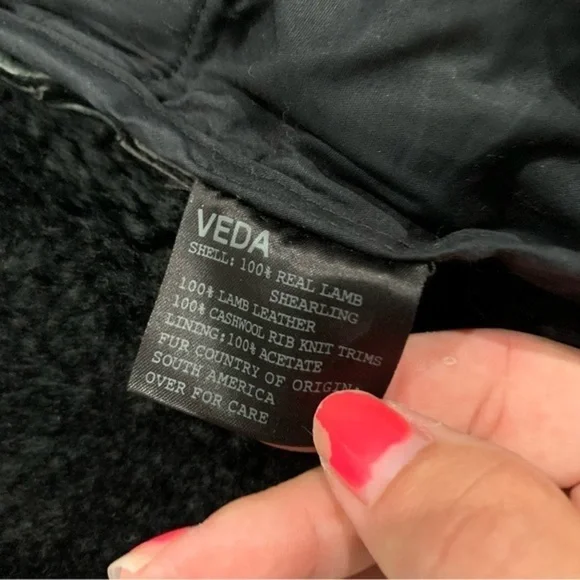 VEDA
SHELL: 100% REAL LAMB
SHEARLING
100% LAMB LEATHER
100% CASHWOOL RIB KNIT TRIMS
LINING:100% ACETATE
FUR COUNTRY OF ORIGIN:
SOUTH AMERICA
OVER FOR CARE